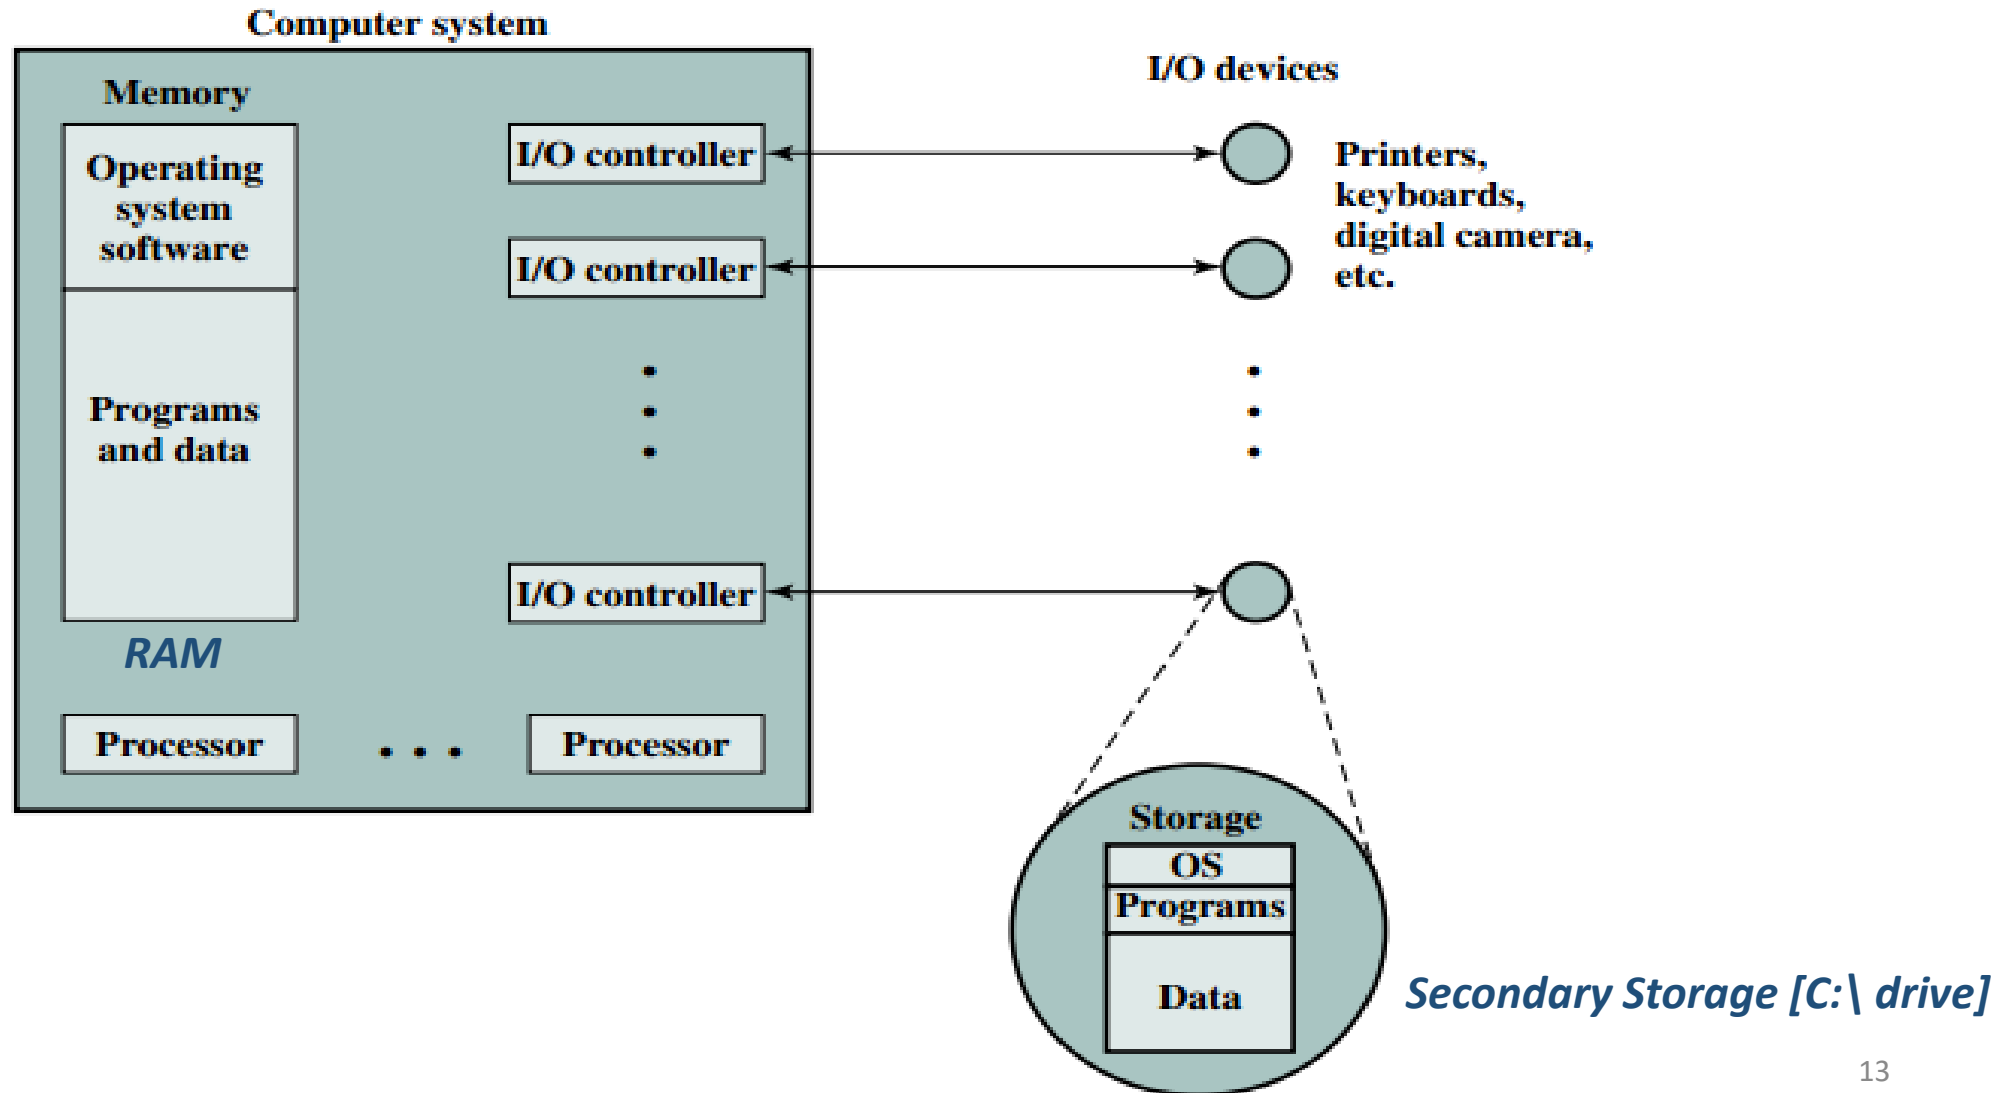 Computer system
Memory
Operating
system
software
Programs
and data
RAM
Processor
. . .
Processor
I/O controller
I/O controller
I/O controller
I/O devices
Printers,
keyboards,
digital camera,
etc.
Storage
OS
Programs
Data
Secondary Storage [C:\ drive]
13